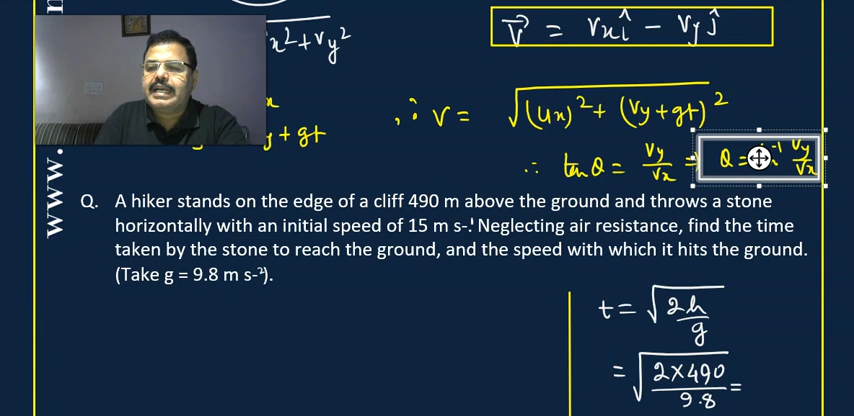 x² + vy²
V⃗ = vxî - vyĵ
∴ v = √(ux)² + (vy+gt)²
y + gt
∴ tanθ = vy/vx ⇒ θ = vy/vx
www.
Q. A hiker stands on the edge of a cliff 490 m above the ground and throws a stone
horizontally with an initial speed of 15 m s-.¹ Neglecting air resistance, find the time
taken by the stone to reach the ground, and the speed with which it hits the ground.
(Take g = 9.8 m s-²).
t = √2h/g
= √2×490/9.8 =